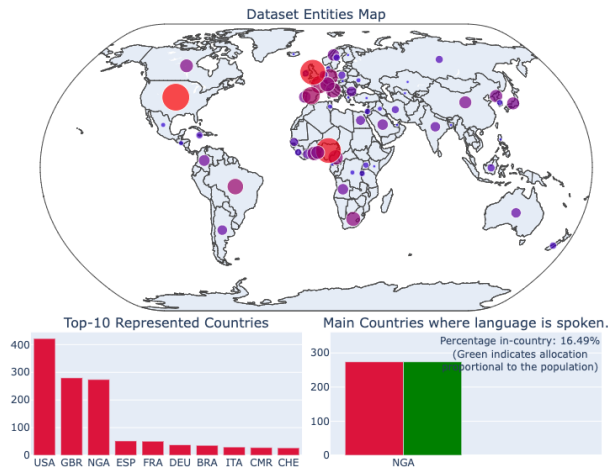 Dataset Entities Map
Top-10 Represented Countries
400
300
200
100
0
USA GBR NGA ESP FRA DEU BRA ITA CMR CHE
Main Countries where language is spoken.
Percentage in-country: 16.49%
(Green indicates allocation
proportional to the population)
300
200
100
0
NGA